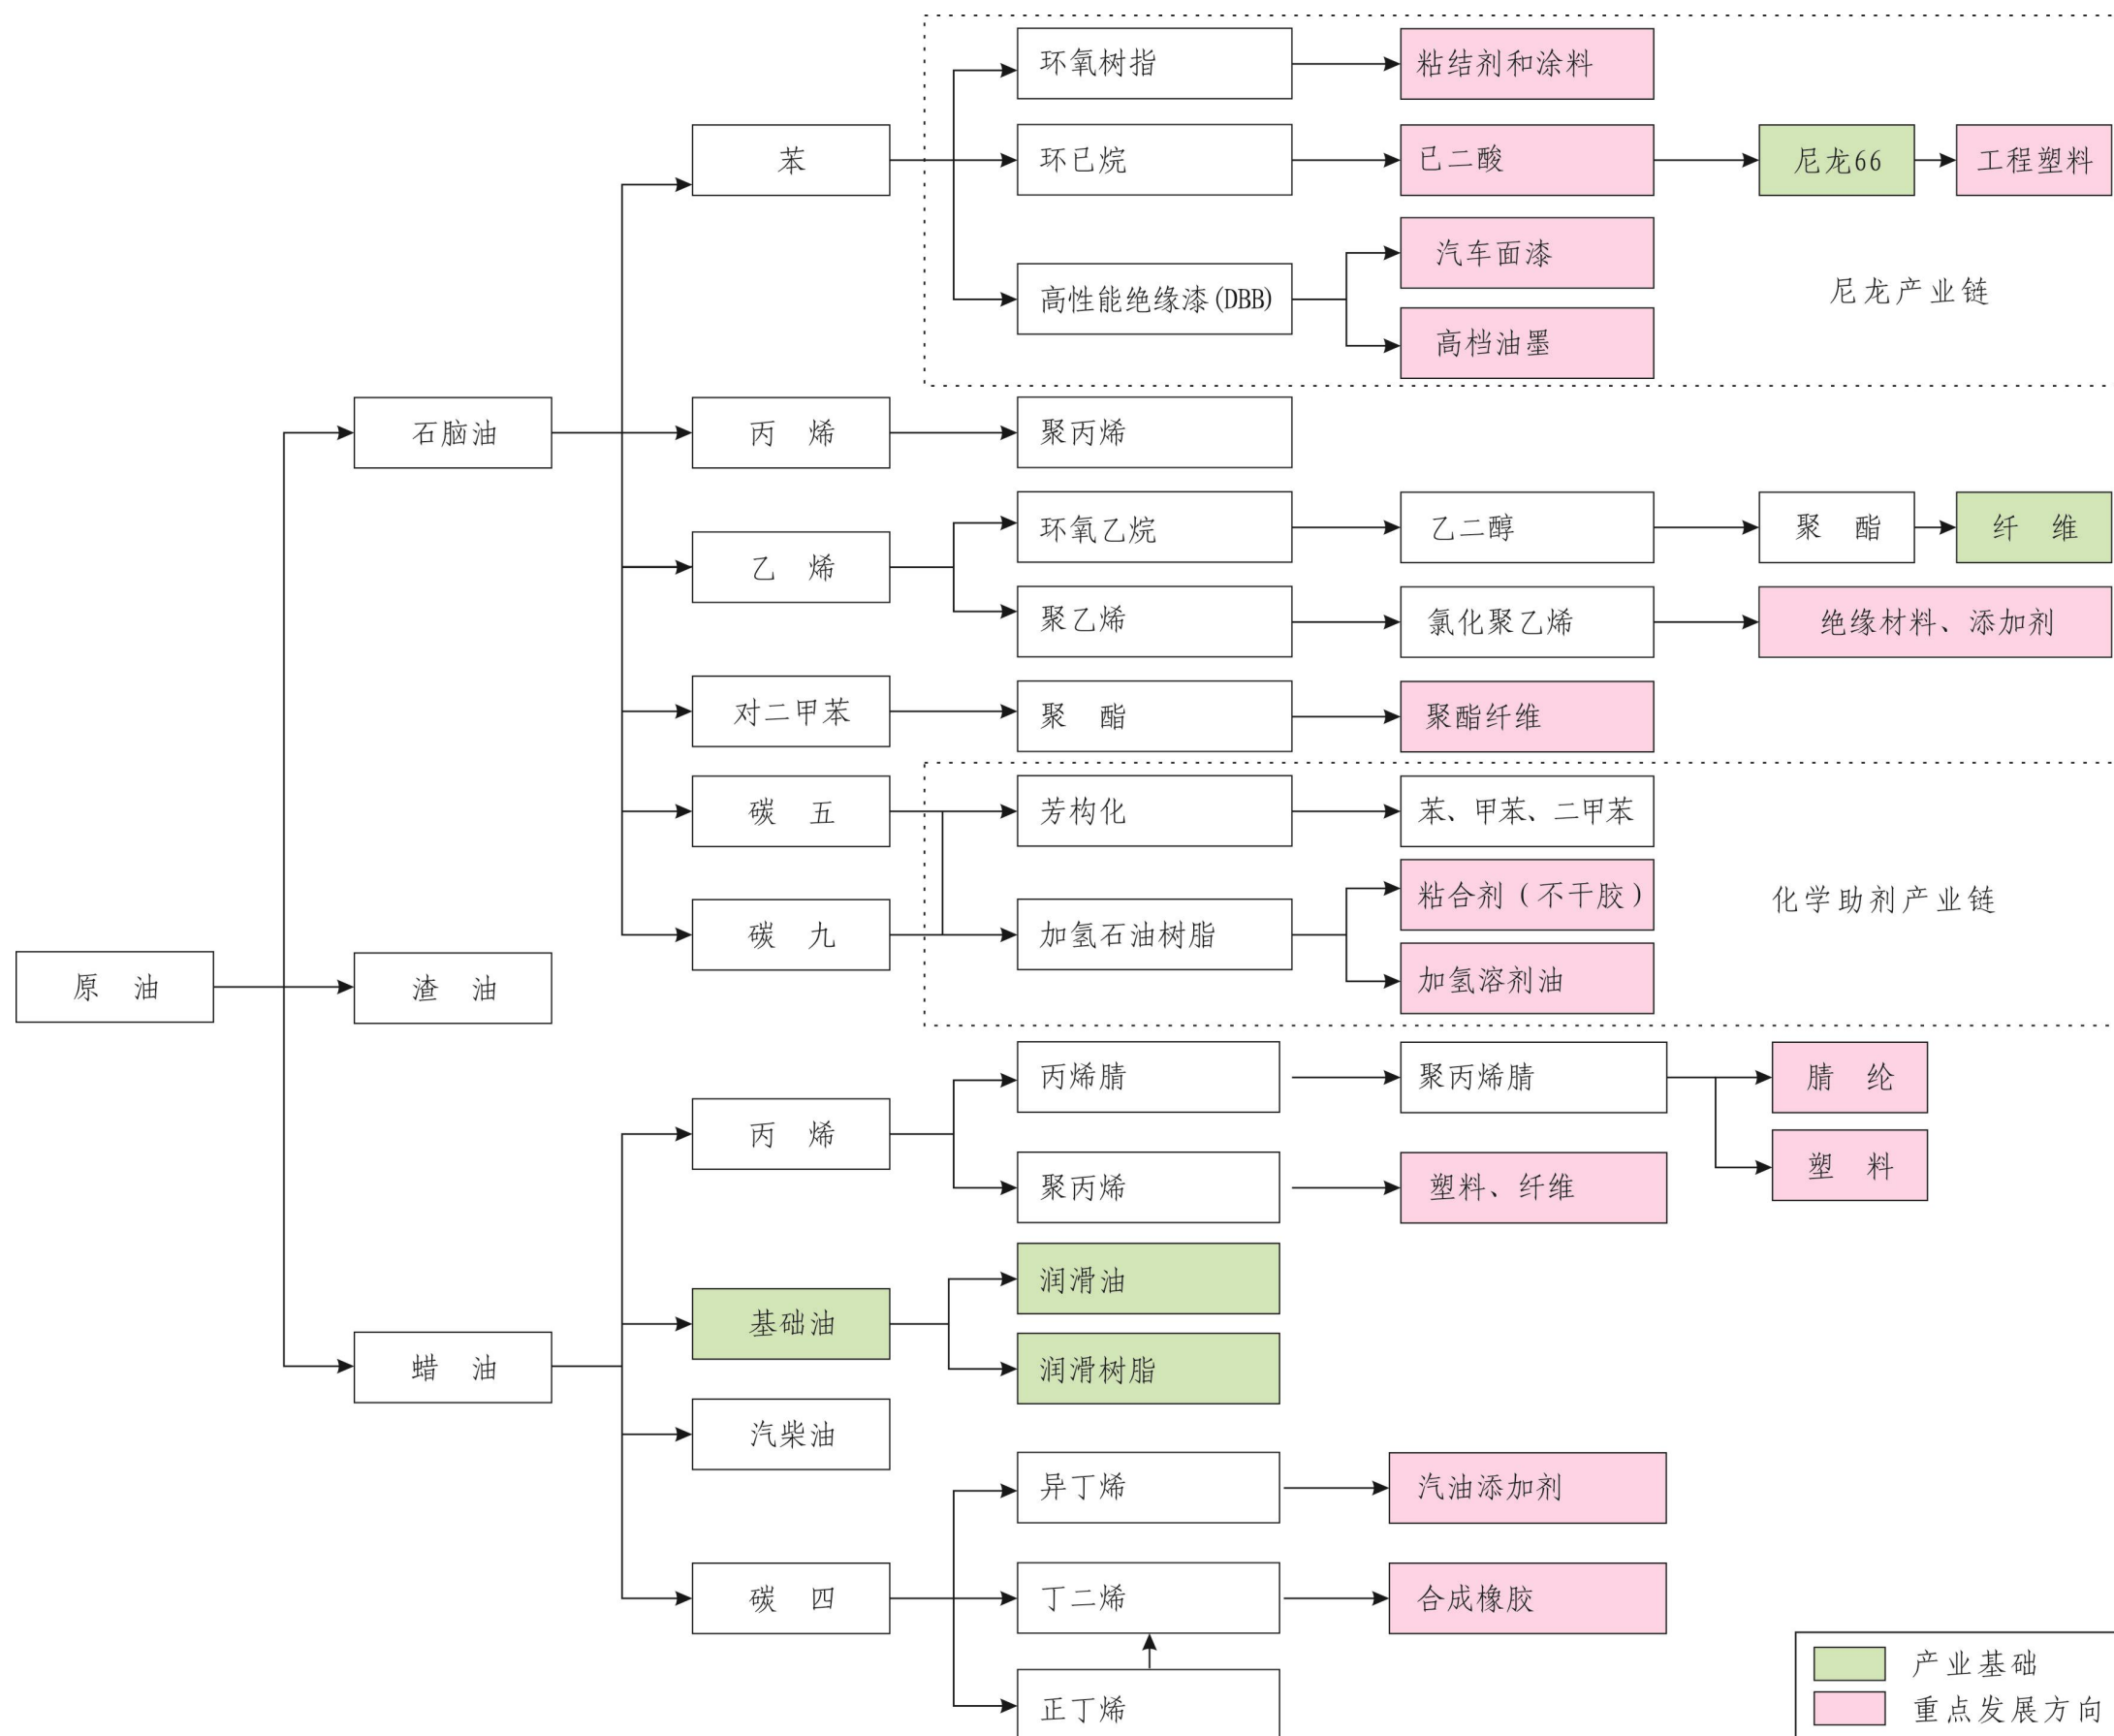 环氧树指
粘结剂和涂料
苯
环已烷
已二酸
尼龙66
工程塑料
汽车面漆
高性能绝缘漆(DBB)
尼龙产业链
高档油墨
石脑油
丙 烯
聚丙烯
环氧乙烷
乙二醇
聚 酯
纤 维
乙 烯
聚乙烯
氯化聚乙烯
绝缘材料、添加剂
对二甲苯
聚 酯
聚酯纤维
碳 五
芳构化
苯、甲苯、二甲苯
粘合剂（不干胶）
化学助剂产业链
碳 九
加氢石油树脂
加氢溶剂油
原 油
渣 油
丙烯腈
聚丙烯腈
腈 纶
丙 烯
塑 料
聚丙烯
塑料、纤维
润滑油
基础油
蜡 油
润滑树脂
汽柴油
异丁烯
汽油添加剂
碳 四
丁二烯
合成橡胶
正丁烯
产业基础
重点发展方向